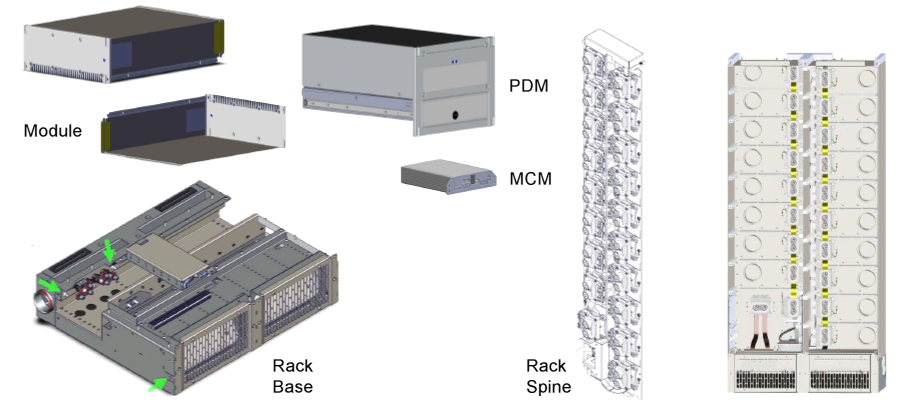 PDM
Module
MCM
Rack
Base
Rack
Spine